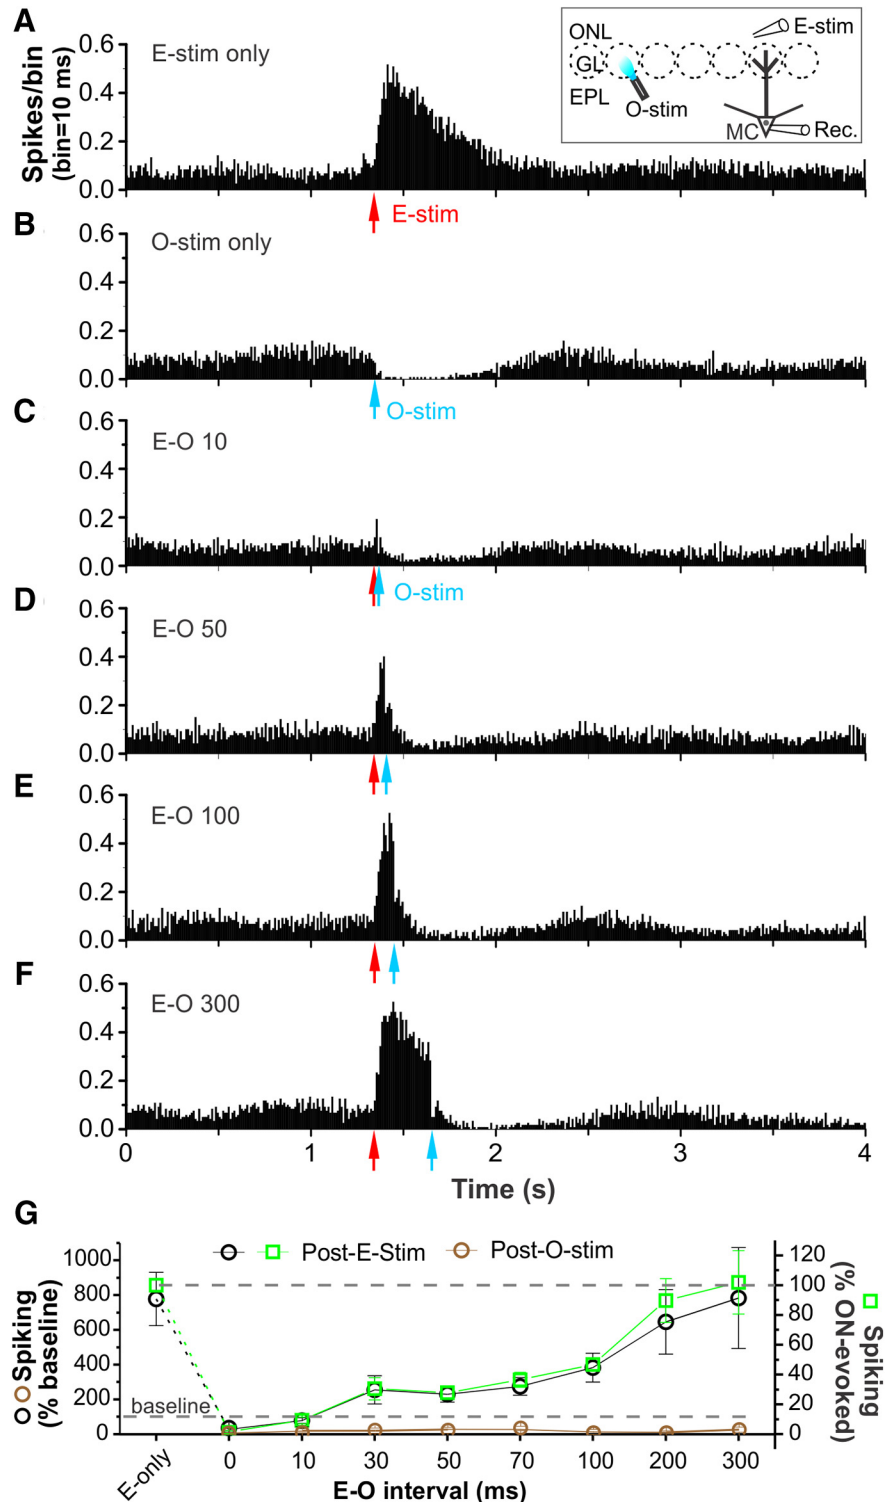 A
Spikes/bin
(bin=10 ms)
0.6
0.4
0.2
0.0
E-stim only
ONL
GL
EPL
E-stim
O-stim
MC
Rec.
E-stim
B
0.6
0.4
0.2
0.0
O-stim only
O-stim
C
0.6
0.4
0.2
0.0
E-O 10
O-stim
D
0.6
0.4
0.2
0.0
E-O 50
E
0.6
0.4
0.2
0.0
E-O 100
F
0.6
0.4
0.2
0.0
E-O 300
0 1 2 3 4
Time (s)
G
Spiking
(% baseline)
1000
800
600
400
200
0
Post-E-Stim
Post-O-stim
baseline
120
100
80
60
40
20
0
Spiking
(% ON-evoked)
E-only 0 10 30 50 70 100 200 300
E-O interval (ms)